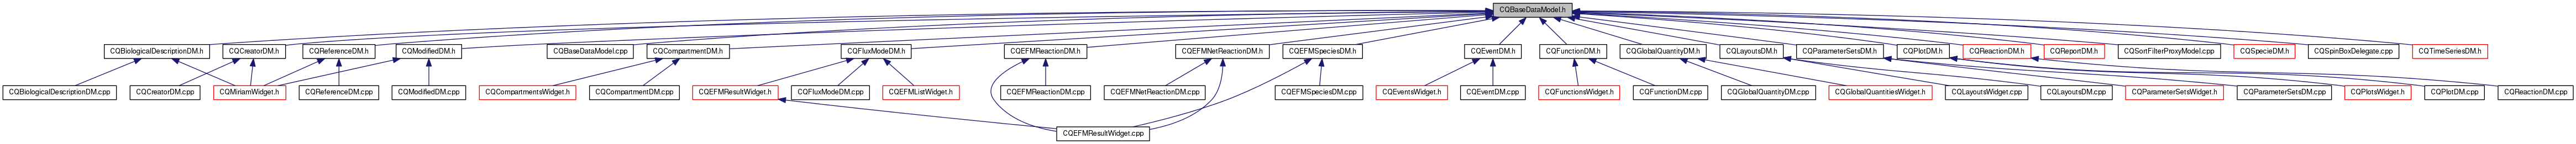 CQBaseDataModel.h
CQBiologicalDescriptionDM.h
CQCreatorDM.h
CQReferenceDM.h
CQModifiedDM.h
CQBaseDataModel.cpp
CQCompartmentDM.h
CQFluxModeDM.h
CQEFMReactionDM.h
CQEFMNetReactionDM.h
CQEFMSpeciesDM.h
CQEventDM.h
CQFunctionDM.h
CQGlobalQuantityDM.h
CQLayoutsDM.h
CQParameterSetsDM.h
CQPlotDM.h
CQReactionDM.h
CQReportDM.h
CQSortFilterProxyModel.cpp
CQSpecieDM.h
CQSpinBoxDelegate.cpp
CQTimeSeriesDM.h
CQBiologicalDescriptionDM.cpp
CQCreatorDM.cpp
CQMiriamWidget.h
CQReferenceDM.cpp
CQModifiedDM.cpp
CQCompartmentsWidget.h
CQCompartmentDM.cpp
CQEFMResultWidget.h
CQFluxModeDM.cpp
CQEFMListWidget.h
CQEFMReactionDM.cpp
CQEFMNetReactionDM.cpp
CQEFMSpeciesDM.cpp
CQEventsWidget.h
CQEventDM.cpp
CQFunctionsWidget.h
CQFunctionDM.cpp
CQGlobalQuantityDM.cpp
CQGlobalQuantitiesWidget.h
CQLayoutsWidget.cpp
CQLayoutsDM.cpp
CQParameterSetsWidget.h
CQParameterSetsDM.cpp
CQPlotsWidget.h
CQPlotDM.cpp
CQReactionDM.cpp
CQEFMResultWidget.cpp